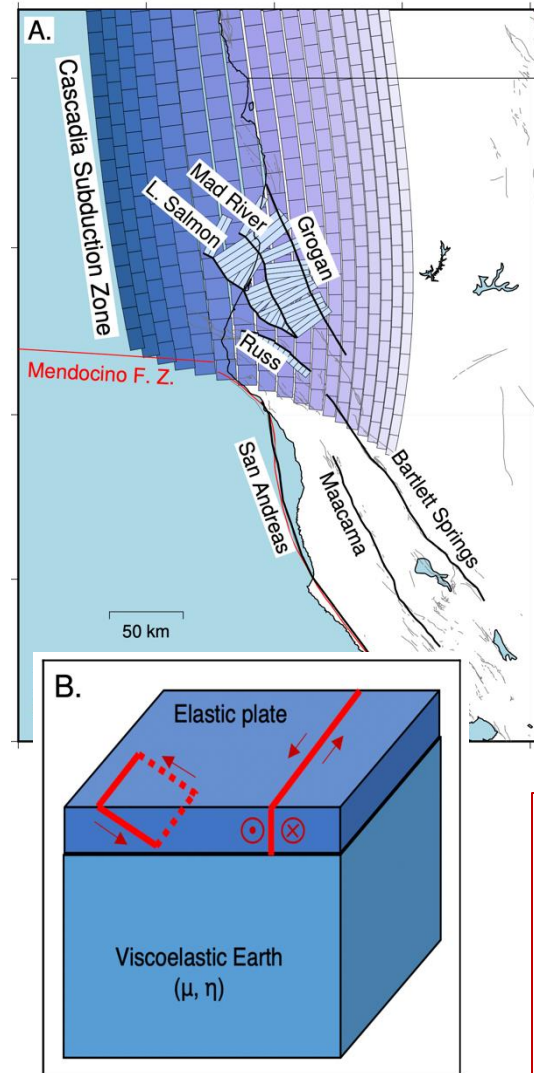 A.
Cascadia Subduction Zone
L. Salmon
Mad River
Grogan
Russ
Mendocino F. Z.
San Andreas
Maacama
Bartlett Springs
50 km
B.
Elastic plate
Viscoelastic Earth
(μ, η)